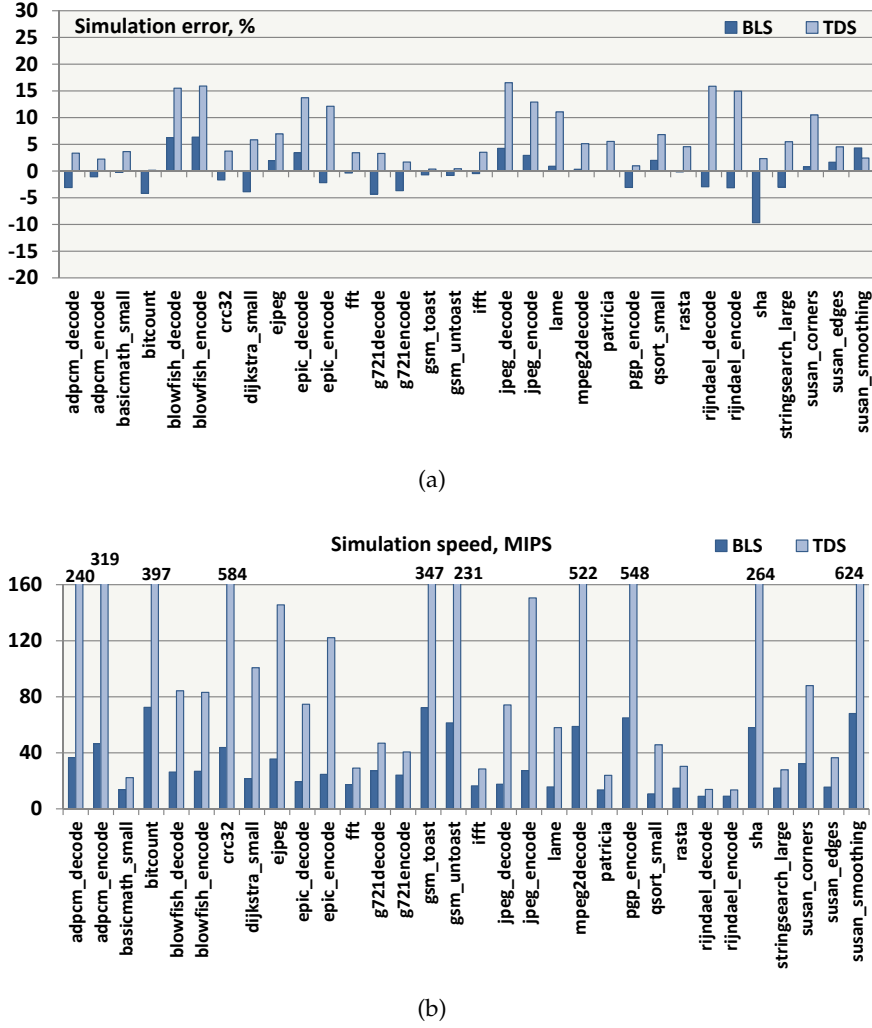 30
25
20
15
10
5
0
-5
-10
-15
-20
Simulation error, %
BLS
TDS
adpcm_decode
adpcm_encode
basicmath_small
bitcount
blowfish_decode
blowfish_encode
crc32
dijkstra_small
ejpeg
epic_decode
epic_encode
fft
g721decode
g721encode
gsm_toast
gsm_untoast
ifft
jpeg_decode
jpeg_encode
lame
mpeg2decode
patricia
pgp_encode
qsort_small
rasta
rijndael_decode
rijndael_encode
sha
stringsearch_large
susan_corners
susan_edges
susan_smoothing
(a)
Simulation speed, MIPS
BLS
TDS
240
319
397
584
347
231
522
548
264
624
160
120
80
40
0
adpcm_decode
adpcm_encode
basicmath_small
bitcount
blowfish_decode
blowfish_encode
crc32
dijkstra_small
ejpeg
epic_decode
epic_encode
fft
g721decode
g721encode
gsm_toast
gsm_untoast
ifft
jpeg_decode
jpeg_encode
lame
mpeg2decode
patricia
pgp_encode
qsort_small
rasta
rijndael_decode
rijndael_encode
sha
stringsearch_large
susan_corners
susan_edges
susan_smoothing
(b)